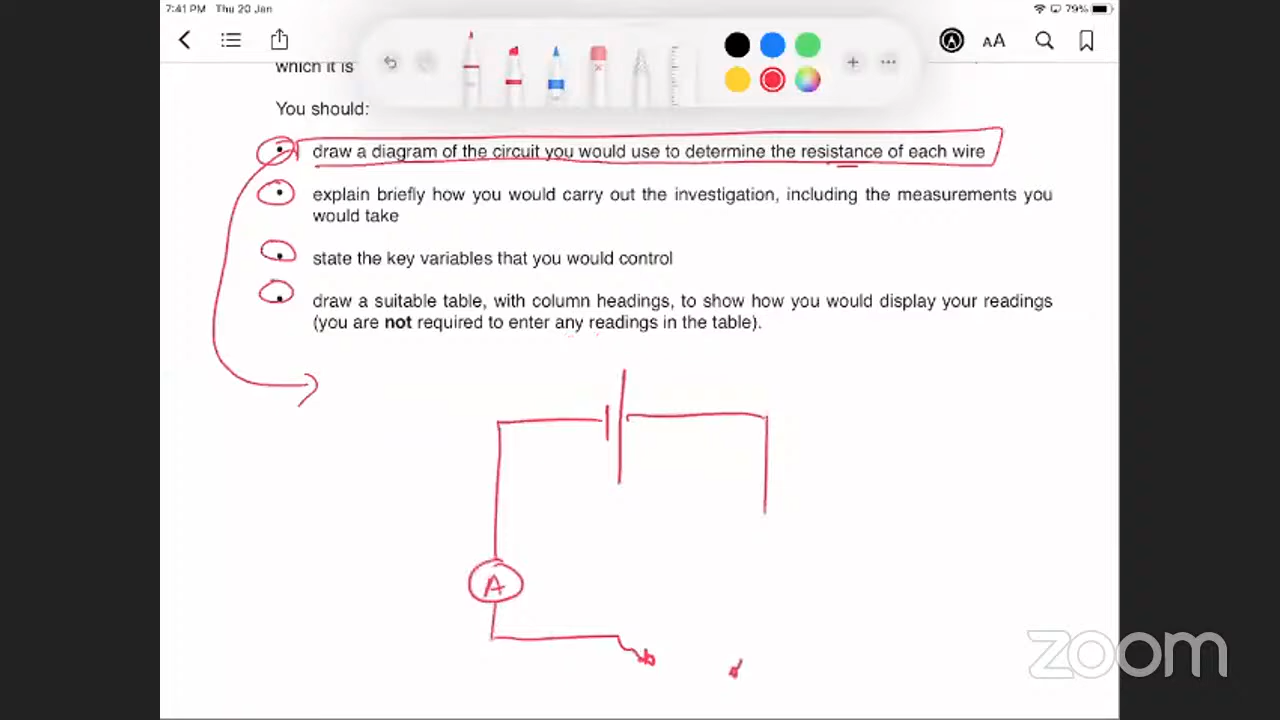 7:41 PM Thu 20 Jan
79%
AA
which it is
You should:
• draw a diagram of the circuit you would use to determine the resistance of each wire
• explain briefly how you would carry out the investigation, including the measurements you
would take
• state the key variables that you would control
• draw a suitable table, with column headings, to show how you would display your readings
(you are not required to enter any readings in the table).
A
zoom